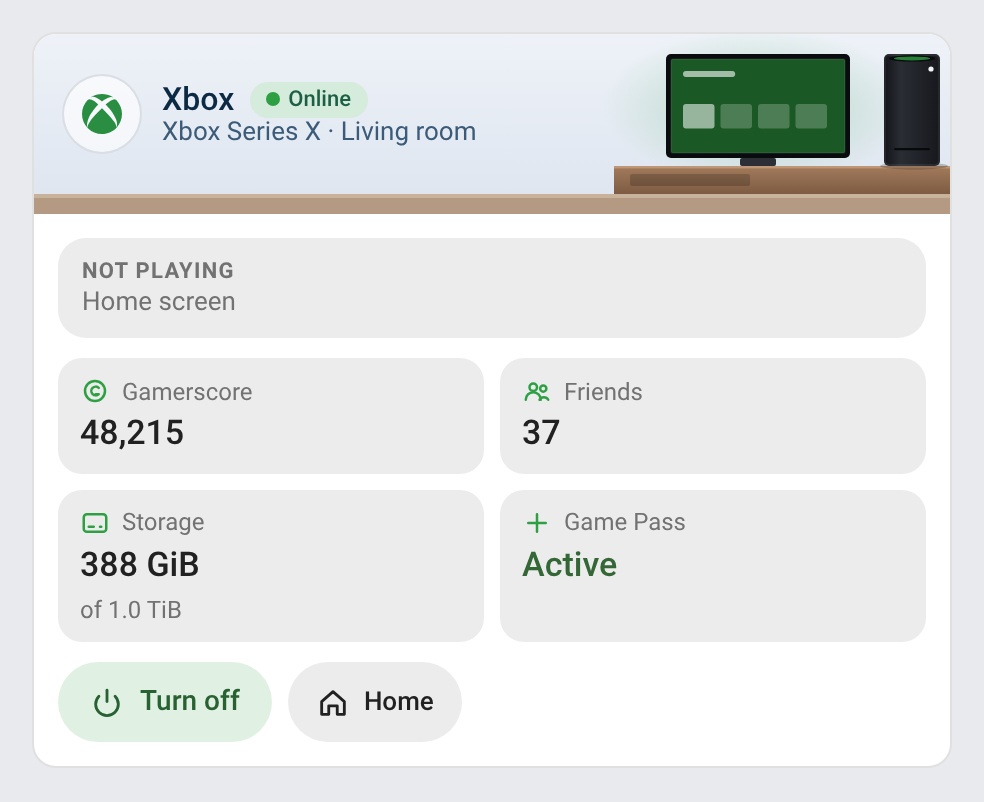 Xbox
Online
Xbox Series X · Living room
NOT PLAYING
Home screen
Gamerscore
48,215
Friends
37
Storage
388 GiB
of 1.0 TiB
Game Pass
Active
Turn off
Home